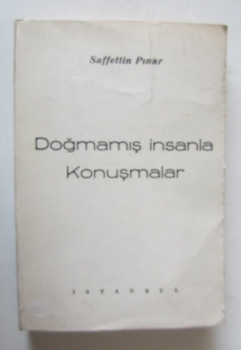 Saffettin Pınar
Doğmamış insanla
Konuşmalar
İSTANBUL